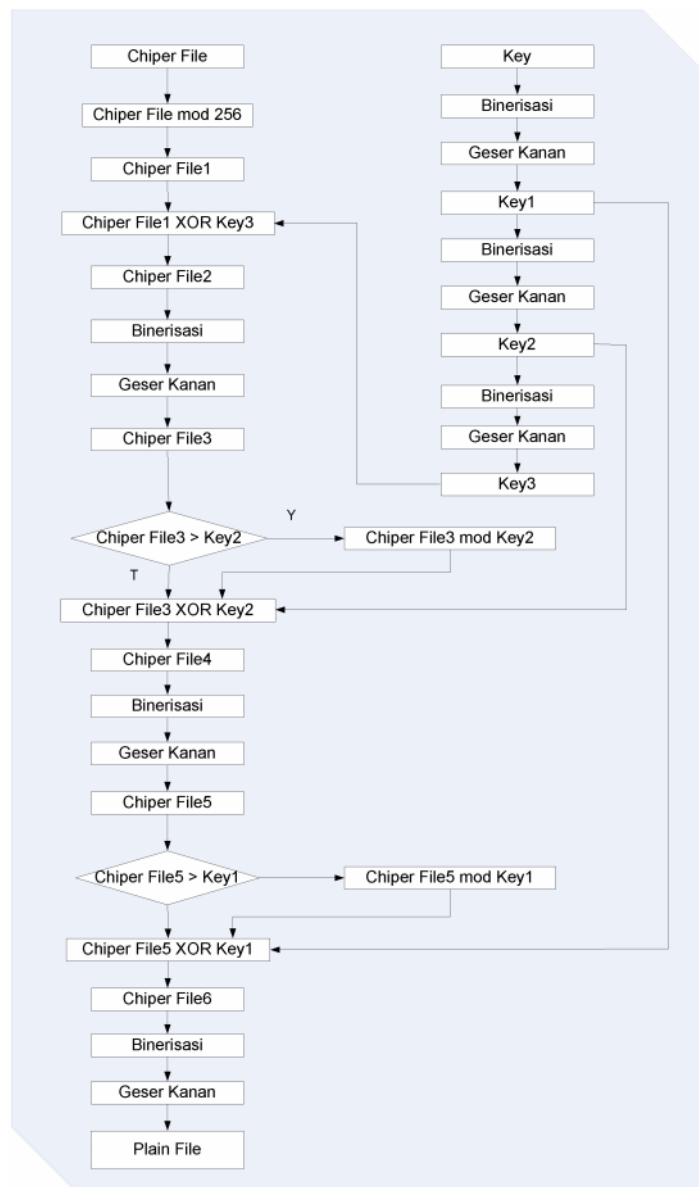 Chiper File
Chiper File mod 256
Chiper File1
Chiper File1 XOR Key3
Chiper File2
Binerisasi
Geser Kanan
Chiper File3
Chiper File3 > Key2
Y
Chiper File3 mod Key2
T
Chiper File3 XOR Key2
Chiper File4
Binerisasi
Geser Kanan
Chiper File5
Chiper File5 > Key1
Chiper File5 mod Key1
Chiper File5 XOR Key1
Chiper File6
Binerisasi
Geser Kanan
Plain File
Key
Binerisasi
Geser Kanan
Key1
Binerisasi
Geser Kanan
Key2
Binerisasi
Geser Kanan
Key3